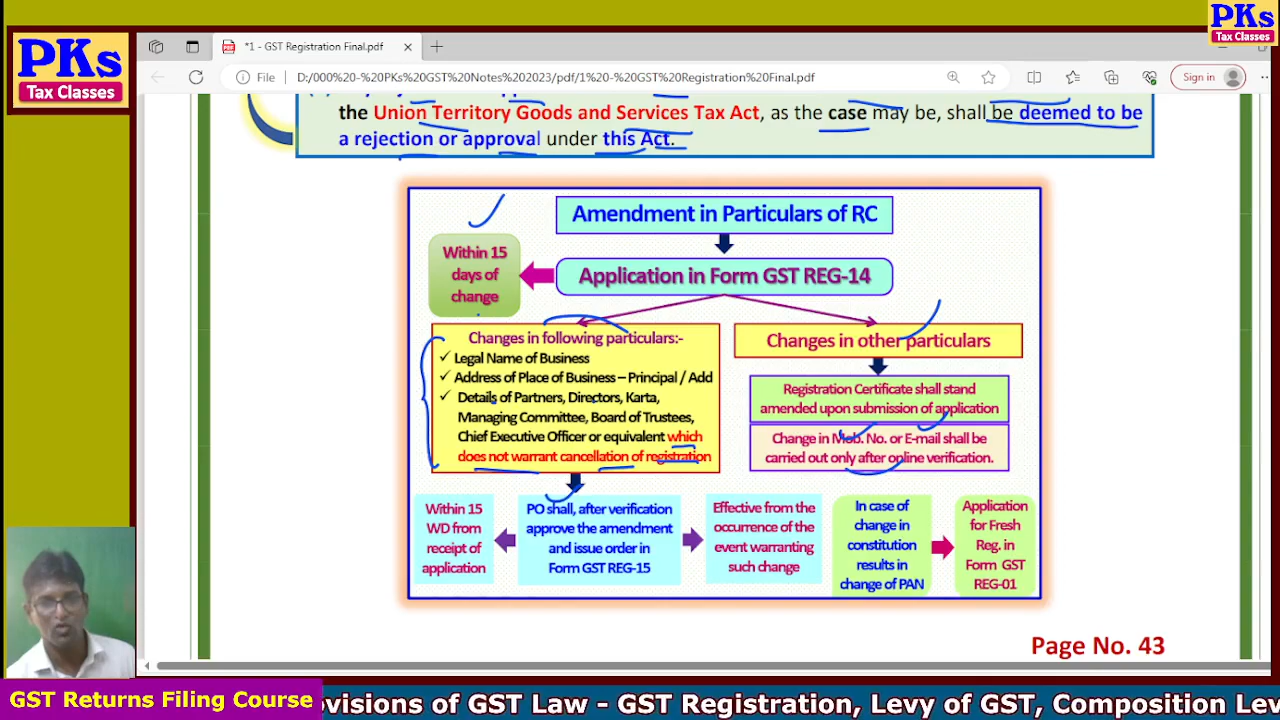 PKs
Tax Classes
PKs
Tax Classes
*1 - GST Registration Final.pdf
File
D:/000%20-%20PKs%20GST%20Notes%202023/pdf/1%20-%20GST%20Registration%20Final.pdf
Sign in
the Union Territory Goods and Services Tax Act, as the case may be, shall be deemed to be
a rejection or approval under this Act.
Amendment in Particulars of RC
Within 15
days of
change
Application in Form GST REG-14
Changes in following particulars:-
✓ Legal Name of Business
✓ Address of Place of Business – Principal / Add
✓ Details of Partners, Directors, Karta,
Managing Committee, Board of Trustees,
Chief Executive Officer or equivalent which
does not warrant cancellation of registration
Changes in other particulars
Registration Certificate shall stand
amended upon submission of application
Change in Mob. No. or E-mail shall be
carried out only after online verification.
Within 15
WD from
receipt of
application
PO shall, after verification
approve the amendment
and issue order in
Form GST REG-15
Effective from the
occurrence of the
event warranting
such change
In case of
change in
constitution
results in
change of PAN
Application
for Fresh
Reg. in
Form GST
REG-01
Page No. 43
GST Returns Filing Course
ovisions of GST Law - GST Registration, Levy of GST, Composition Lev